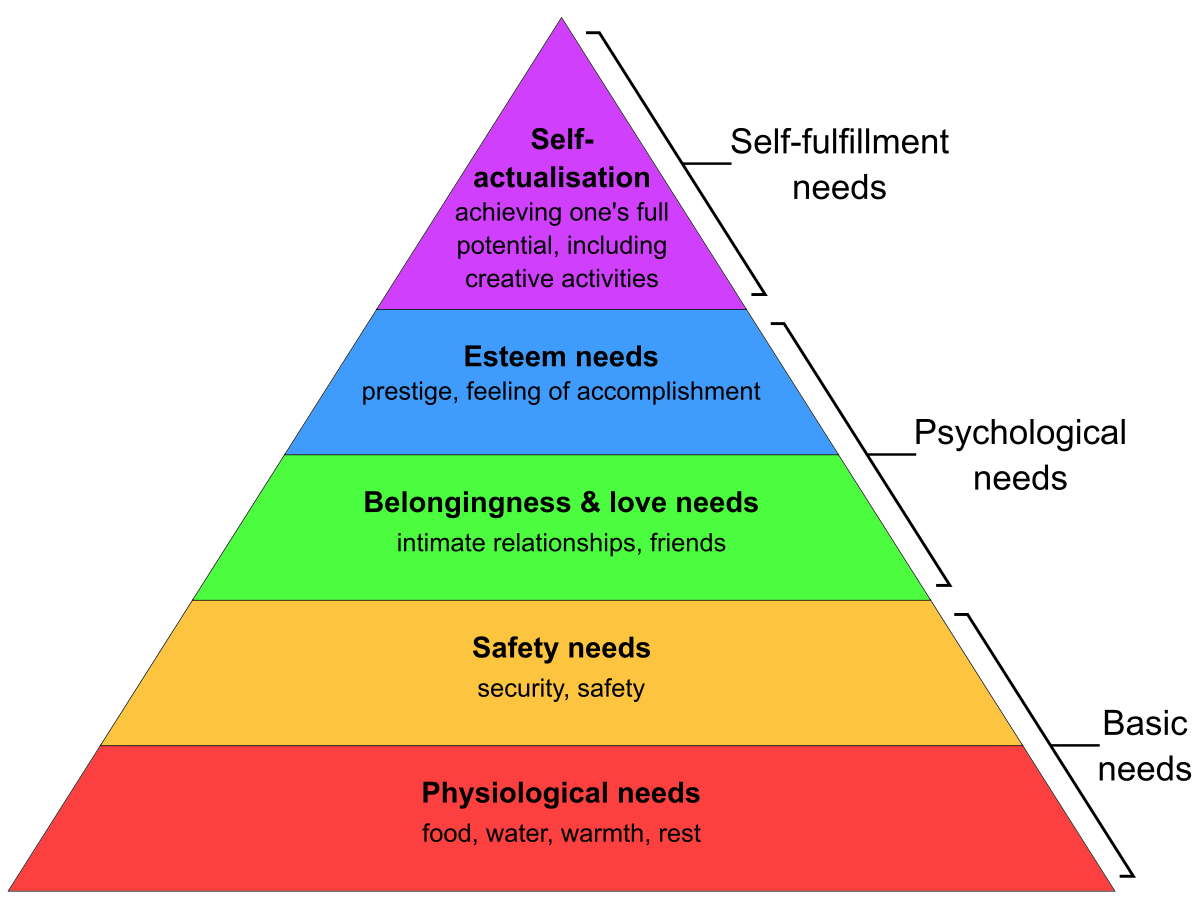 Self-
actualisation
achieving one's full
potential, including
creative activities
Self-fulfillment
needs
Esteem needs
prestige, feeling of accomplishment
Psychological
needs
Belongingness & love needs
intimate relationships, friends
Safety needs
security, safety
Basic
needs
Physiological needs
food, water, warmth, rest